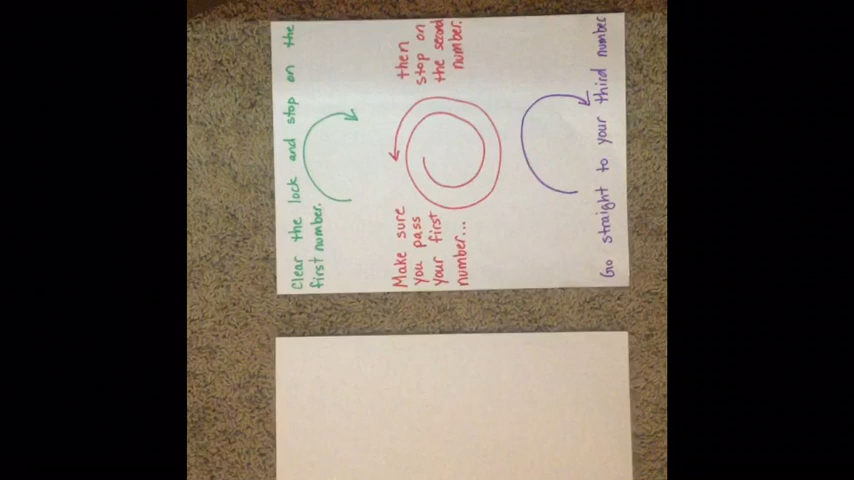 Clear the lock and stop on the
first number.
Make sure
you pass
your first
number...
then
stop on
the second
number.
Go straight to your third number